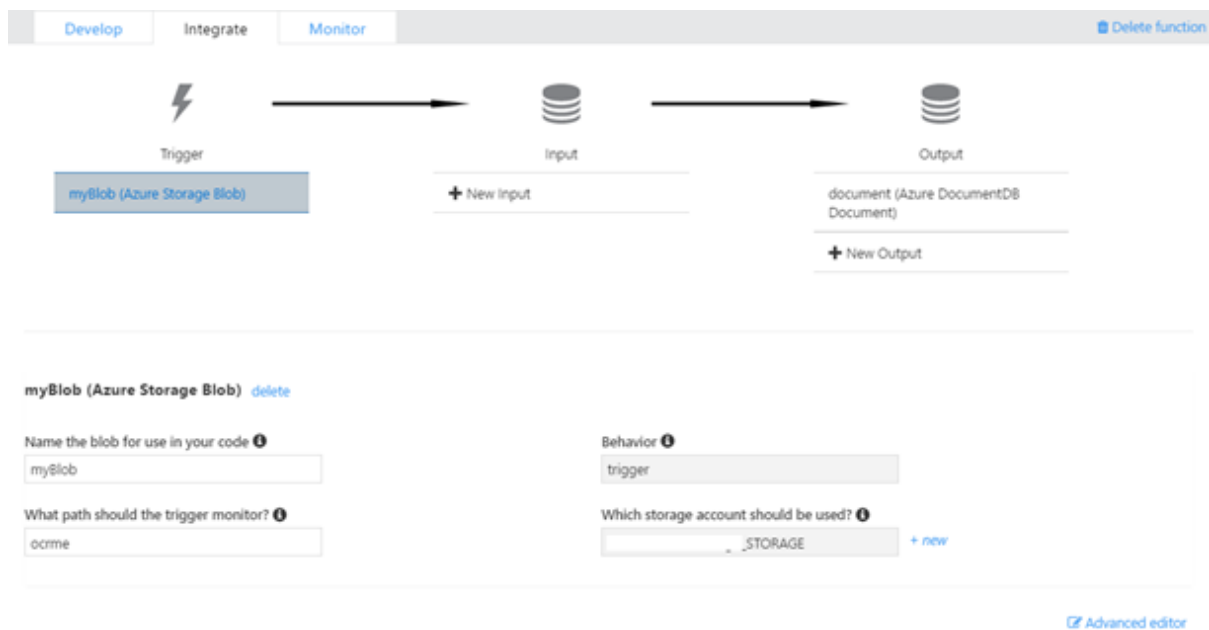 Develop
Integrate
Monitor
Delete function
Trigger
Input
Output
myBlob (Azure Storage Blob)
New Input
document (Azure DocumentDB
Document)
New Output
myBlob (Azure Storage Blob) delete
Name the blob for use in your code
Behavior
myBlob
trigger
What path should the trigger monitor?
Which storage account should be used?
ocrme
_STORAGE
+ new
Advanced editor